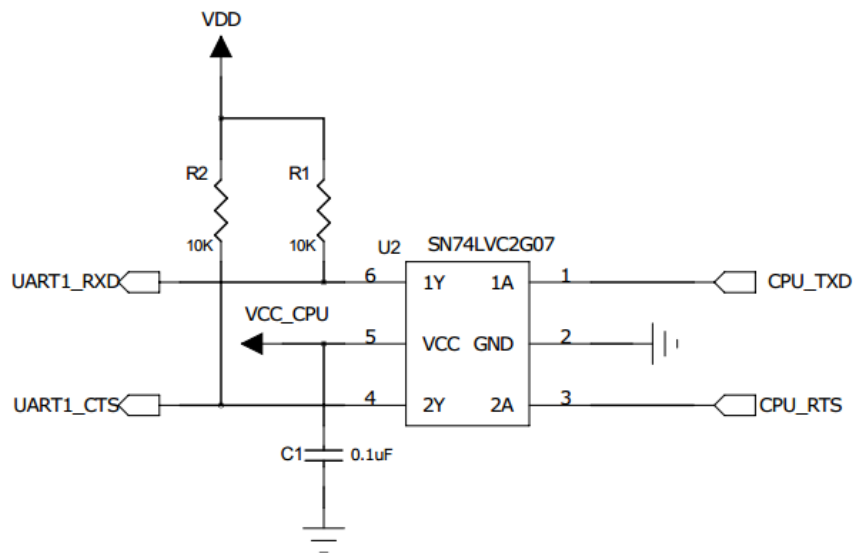 VDD
R2
R1
10K
10K
U2
SN74LVC2G07
UART1_RXD
6
1Y
1A
1
CPU_TXD
VCC_CPU
5
VCC
GND
2
UART1_CTS
4
2Y
2A
3
CPU_RTS
C1
0.1uF